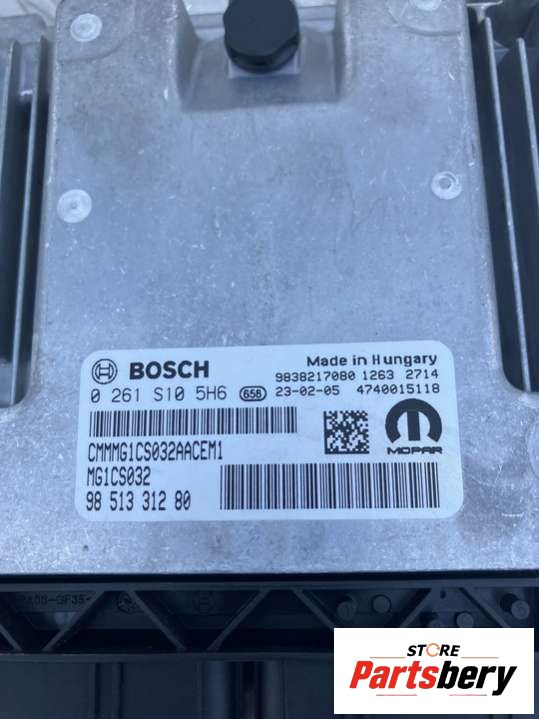 BOSCH
Made in Hungary
9838217080 1263 2714
0 261 S10 5H6 658 23-02-05 4740015118
CMMMG1CS032AACEM1
MG1CS032
98 513 312 80
MOPAR
STORE
Partsbery